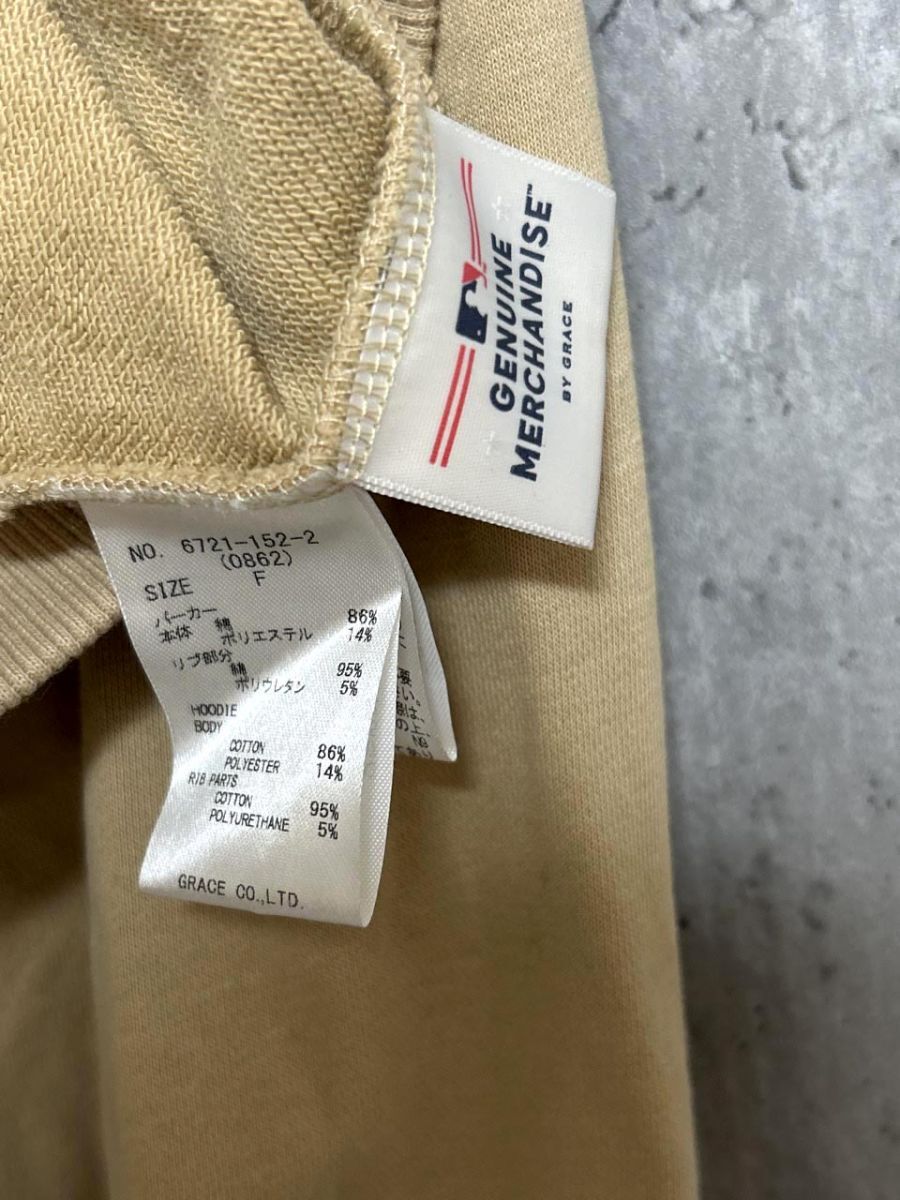 GENUINE
MERCHANDISE™
BY GRACE
NO. 6721-152-2
(0862)
SIZE F
パーカー
本体 綿 86%
ポリエステル 14%
リブ部分
綿 95%
ポリウレタン 5%
HOODIE
BODY
COTTON 86%
POLYESTER 14%
RIB PARTS
COTTON 95%
POLYURETHANE 5%
GRACE CO.,LTD.